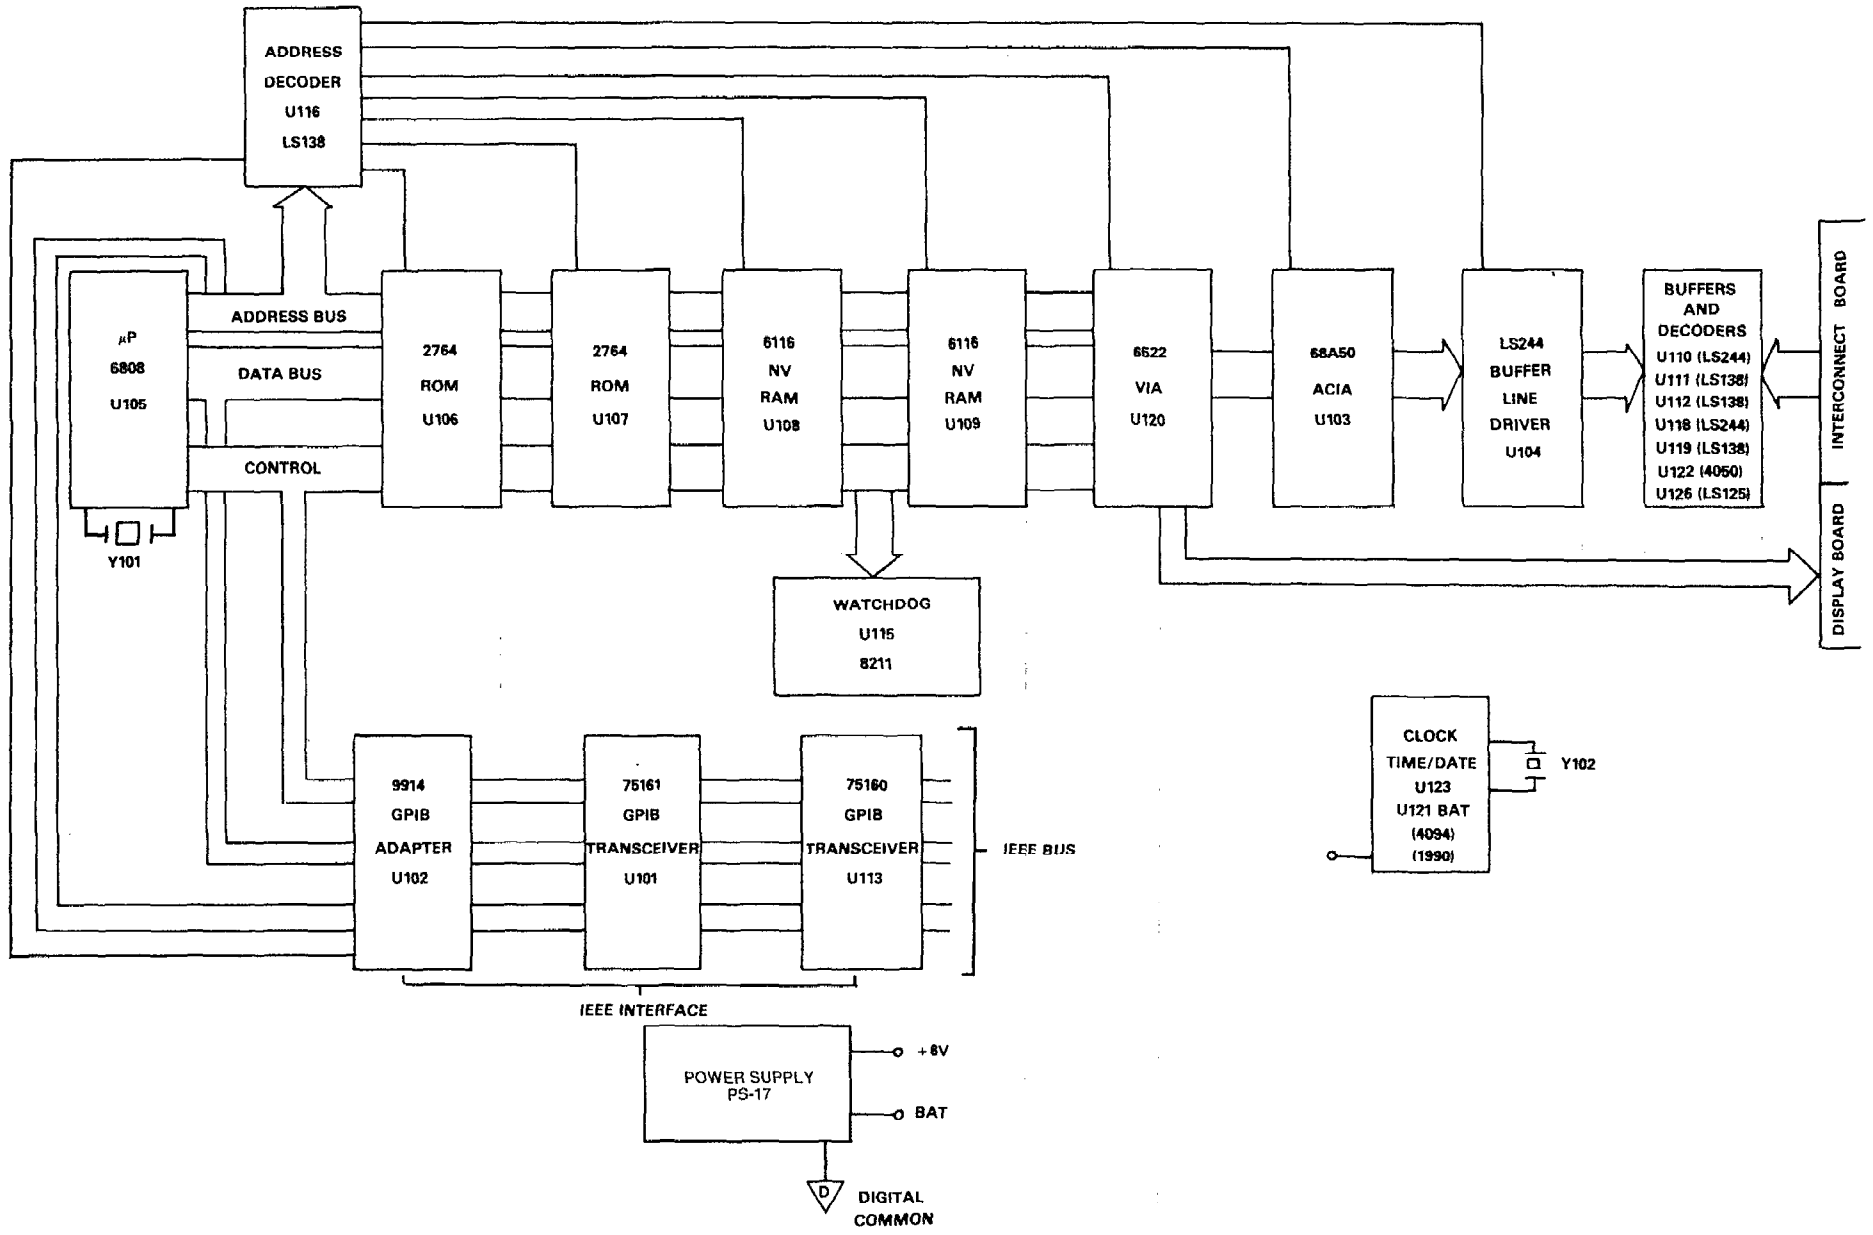 ADDRESS
DECODER
U116
LS138
µP
6808
U105
Y101
ADDRESS BUS
DATA BUS
CONTROL
2764
ROM
U106
2764
ROM
U107
6116
NV
RAM
U108
6116
NV
RAM
U109
6522
VIA
U120
68A50
ACIA
U103
LS244
BUFFER
LINE
DRIVER
U104
BUFFERS
AND
DECODERS
U110 (LS244)
U111 (LS138)
U112 (LS138)
U118 (LS244)
U119 (LS138)
U122 (4050)
U126 (LS125)
INTERCONNECT BOARD
DISPLAY BOARD
WATCHDOG
U115
8211
CLOCK
TIME/DATE
U123
U121 BAT
(4094)
(1990)
Y102
9914
GPIB
ADAPTER
U102
75161
GPIB
TRANSCEIVER
U101
75160
GPIB
TRANSCEIVER
U113
IEEE BUS
IEEE INTERFACE
POWER SUPPLY
PS-17
BAT
D
DIGITAL
COMMON